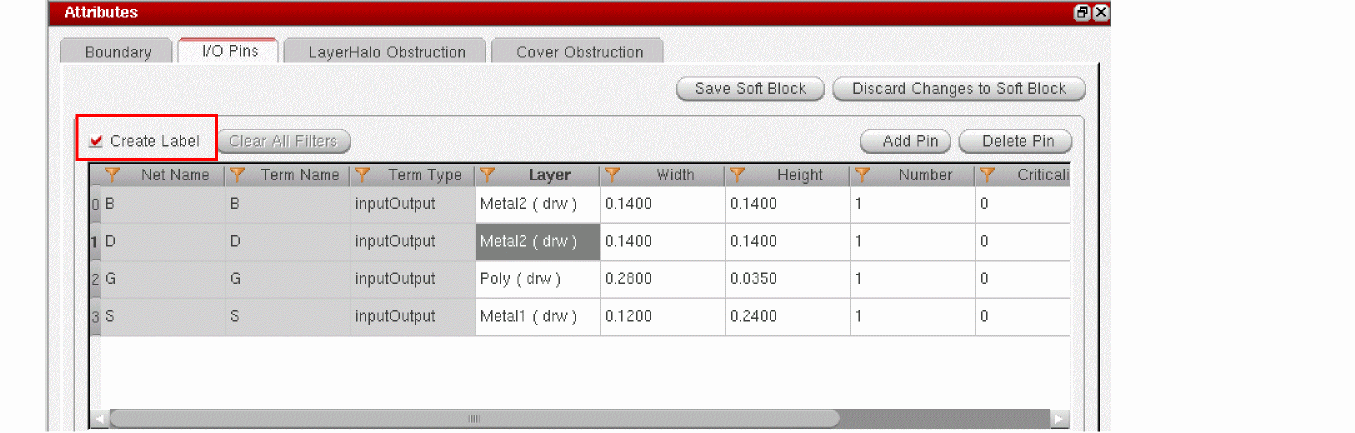 Attributes
Boundary I/O Pins LayerHalo Obstruction Cover Obstruction
Save Soft Block Discard Changes to Soft Block
Create Label Clear All Filters Add Pin Delete Pin
Net Name Term Name Term Type Layer Width Height Number Criticali
0 B B inputOutput Metal2 ( drw ) 0.1400 0.1400 1 0
1 D D inputOutput Metal2 ( drw ) 0.1400 0.1400 1 0
2 G G inputOutput Poly ( drw ) 0.2800 0.0350 1 0
3 S S inputOutput Metal1 ( drw ) 0.1200 0.2400 1 0